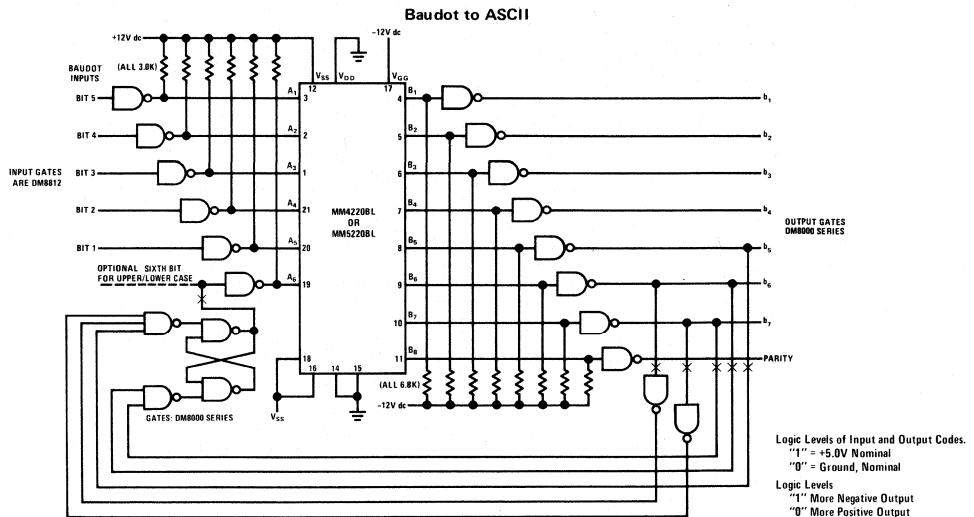 Baudot to ASCII
+12V dc
-12V dc
(ALL 3.0K)
BAUDOT
INPUTS
VSS
VDD
VGG
12
17
BIT 5
A1
3
B1
4
b1
BIT 4
A2
2
B2
5
b2
INPUT GATES
ARE DM8812
BIT 3
A3
1
B3
6
b3
BIT 2
A4
21
MM4220BL
OR
MM5220BL
B4
7
b4
OUTPUT GATES
DM8000 SERIES
BIT 1
A5
20
B5
8
b5
OPTIONAL SIXTH BIT
FOR UPPER/LOWER CASE
A6
19
B6
9
b6
B7
10
b7
B8
11
PARITY
18
16
14
15
(ALL 6.8K)
-12V dc
VSS
GATES: DM8000 SERIES
Logic Levels of Input and Output Codes.
"1" = +5.0V Nominal
"0" = Ground, Nominal
Logic Levels
"1" More Negative Output
"0" More Positive Output